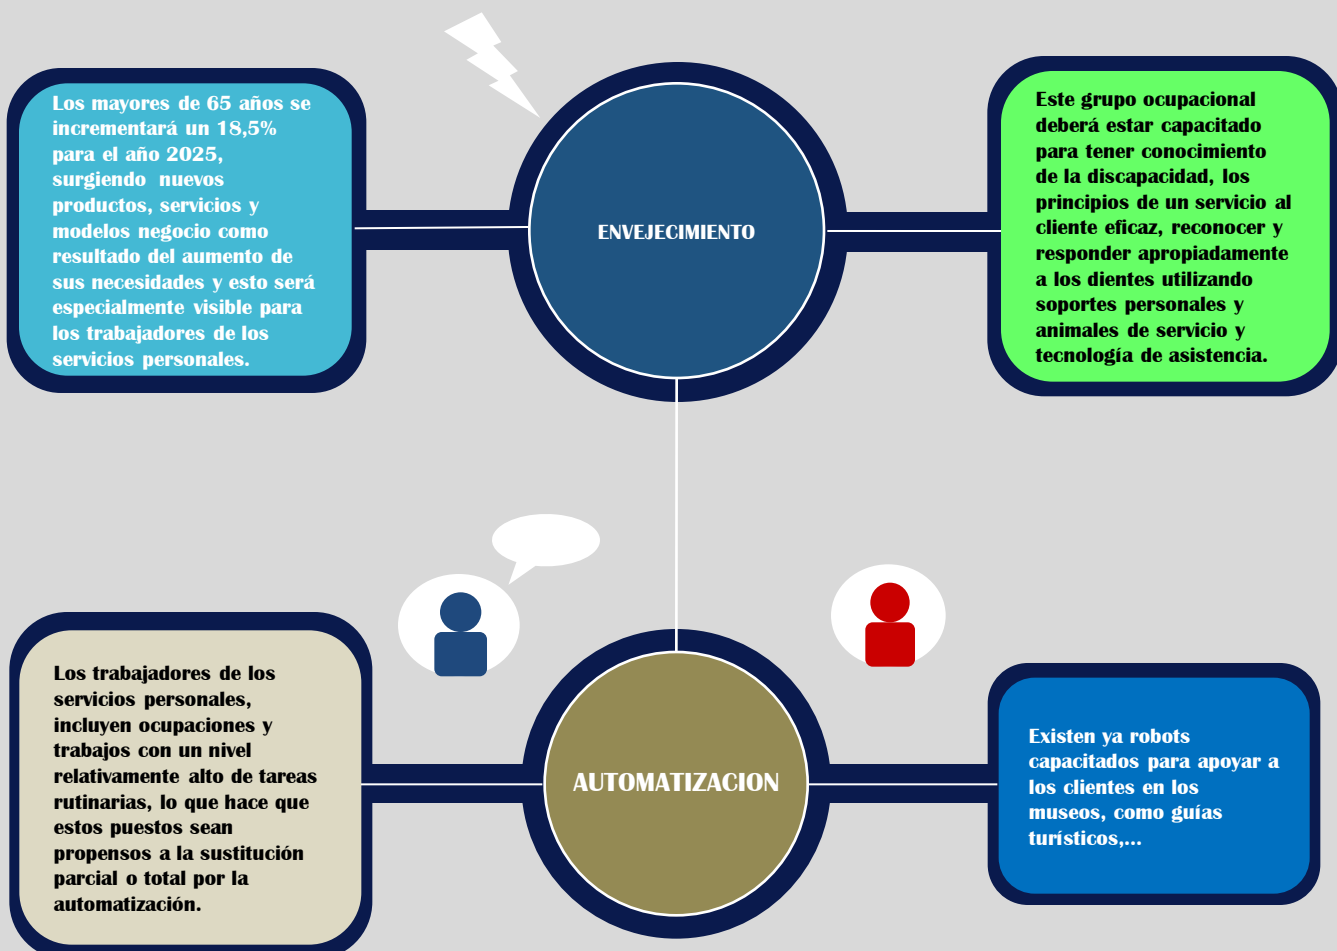 Los mayores de 65 años se
incrementará un 18,5%
para el año 2025,
surgiendo nuevos
productos, servicios y
modelos negocio como
resultado del aumento de
sus necesidades y esto será
especialmente visible para
los trabajadores de los
servicios personales.
ENVEJECIMIENTO
Este grupo ocupacional
deberá estar capacitado
para tener conocimiento
de la discapacidad, los
principios de un servicio al
cliente eficaz, reconocer y
responder apropiadamente
a los dientes utilizando
soportes personales y
animales de servicio y
tecnología de asistencia.
Los trabajadores de los
servicios personales,
incluyen ocupaciones y
trabajos con un nivel
relativamente alto de tareas
rutinarias, lo que hace que
estos puestos sean
propensos a la sustitución
parcial o total por la
automatización.
AUTOMATIZACION
Existen ya robots
capacitados para apoyar a
los clientes en los
museos, como guías
turísticos,...